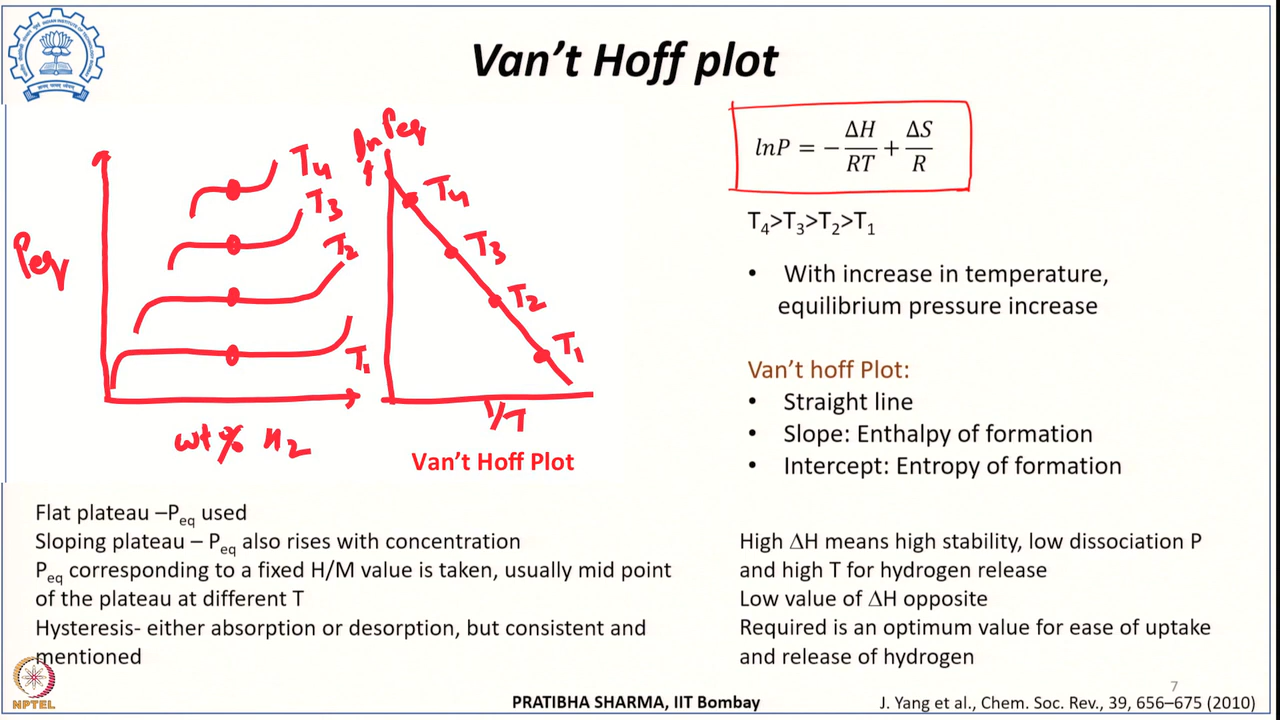 Van't Hoff plot
Peq
T4
T3
T2
T1
wt% H2
ln Peq
T4
T3
T2
T1
1/T
Van't Hoff Plot
lnP = −ΔH/RT + ΔS/R
T4>T3>T2>T1
• With increase in temperature,
equilibrium pressure increase
Van't hoff Plot:
• Straight line
• Slope: Enthalpy of formation
• Intercept: Entropy of formation
Flat plateau –Peq used
Sloping plateau – Peq also rises with concentration
Peq corresponding to a fixed H/M value is taken, usually mid point
of the plateau at different T
Hysteresis- either absorption or desorption, but consistent and
mentioned
High ΔH means high stability, low dissociation P
and high T for hydrogen release
Low value of ΔH opposite
Required is an optimum value for ease of uptake
and release of hydrogen
7
NPTEL
PRATIBHA SHARMA, IIT Bombay
J. Yang et al., Chem. Soc. Rev., 39, 656–675 (2010)